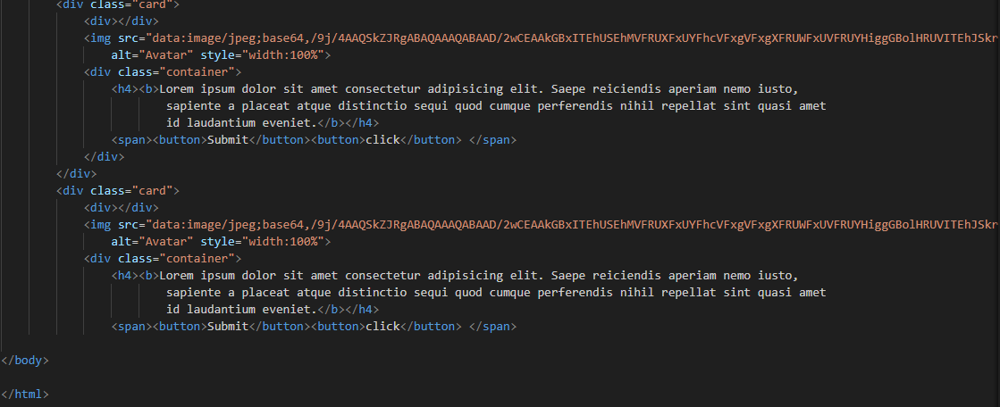 <div class="card">
<div></div>
<img src="data:image/jpeg;base64,/9j/4AAQSkZJRgABAQAAAQABAAD/2wCEAAkGBxITEhUSEhMVFRUXFxUYFhcVFxgVFxgXFRUWFxUVFRUYHiggGBolHRUVITEhJSkr
alt="Avatar" style="width:100%">
<div class="container">
<h4><b>Lorem ipsum dolor sit amet consectetur adipisicing elit. Saepe reiciendis aperiam nemo iusto,
sapiente a placeat atque distinctio sequi quod cumque perferendis nihil repellat sint quasi amet
id laudantium eveniet.</b></h4>
<span><button>Submit</button><button>click</button> </span>
</div>
</div>
<div class="card">
<div></div>
<img src="data:image/jpeg;base64,/9j/4AAQSkZJRgABAQAAAQABAAD/2wCEAAkGBxITEhUSEhMVFRUXFxUYFhcVFxgVFxgXFRUWFxUVFRUYHiggGBolHRUVITEhJSkr
alt="Avatar" style="width:100%">
<div class="container">
<h4><b>Lorem ipsum dolor sit amet consectetur adipisicing elit. Saepe reiciendis aperiam nemo iusto,
sapiente a placeat atque distinctio sequi quod cumque perferendis nihil repellat sint quasi amet
id laudantium eveniet.</b></h4>
<span><button>Submit</button><button>click</button> </span>
</body>
</html>